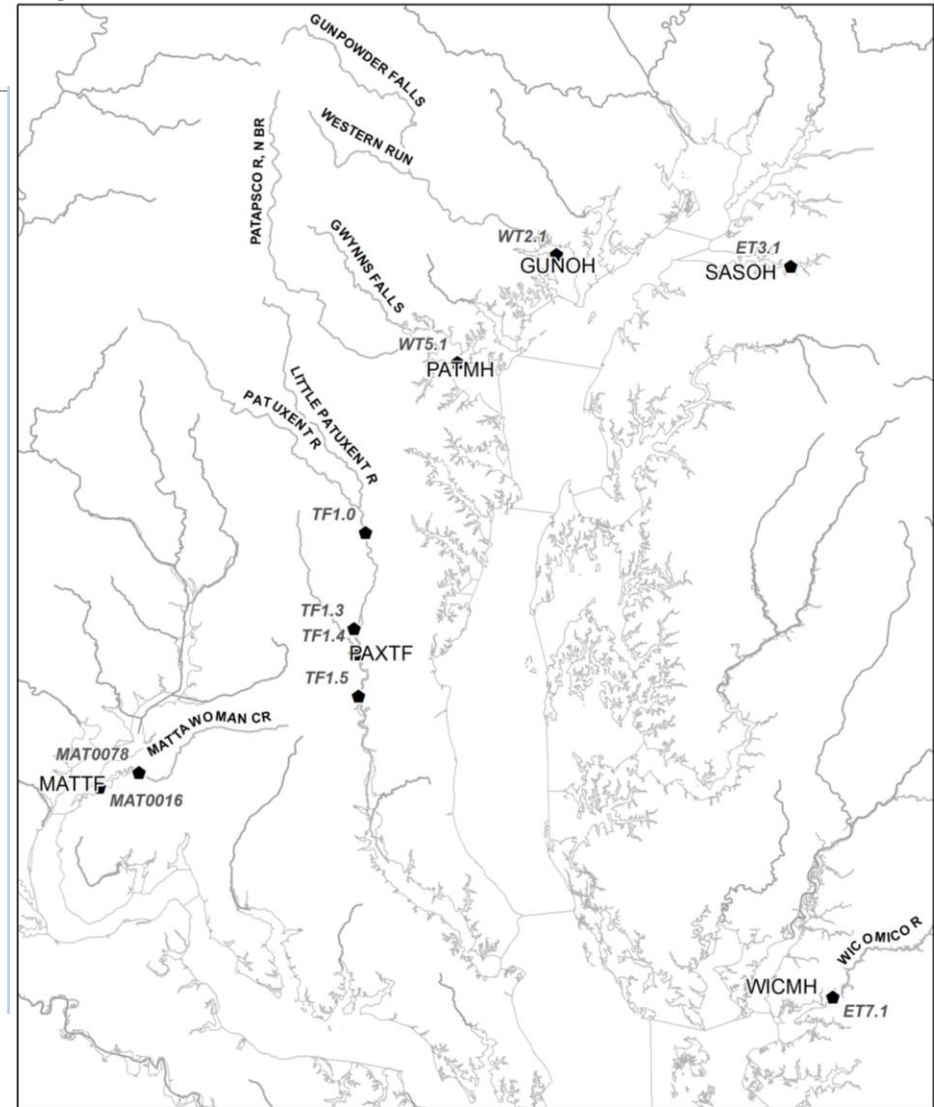 GUNPOWDER FALLS
WESTERN RUN
PATAPSCO R, N BR
GWYNNS FALLS
WT2.1
GUNOH
ET3.1
SASOH
WT5.1
PATMH
LITTLE PATUXENT R
PATUXENT R
TF1.0
TF1.3
TF1.4
PAXTF
TF1.5
MATTAWOMAN CR
MAT0078
MATTF
MAT0016
WICOMICO R
WICMH
ET7.1